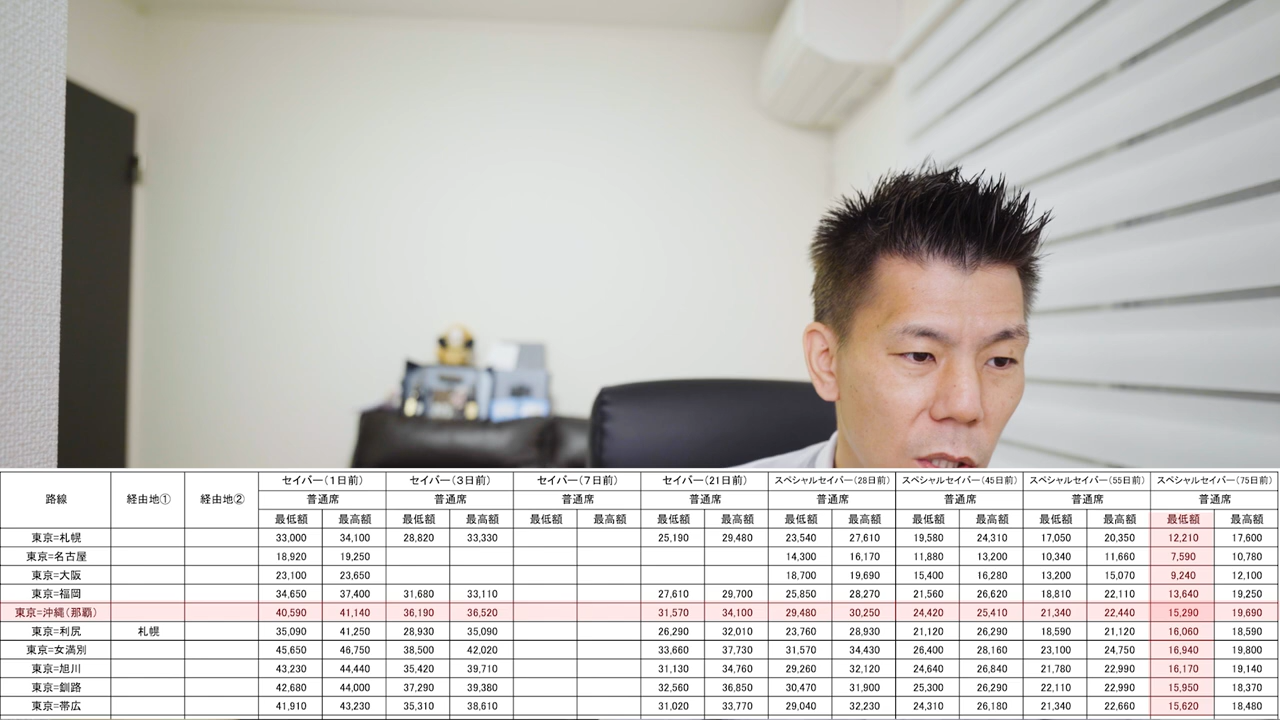 路線 経由地① 経由地② セイバー(1日前) セイバー(3日前) セイバー(7日前) セイバー(21日前) スペシャルセイバー(28日前) スペシャルセイバー(45日前) スペシャルセイバー(55日前) スペシャルセイバー(75日前)
普通席 普通席 普通席 普通席 普通席 普通席 普通席 普通席
最低額 最高額 最低額 最高額 最低額 最高額 最低額 最高額 最低額 最高額 最低額 最高額 最低額 最高額 最低額 最高額
東京=札幌 33,000 34,100 28,820 33,330 25,190 29,480 23,540 27,610 19,580 24,310 17,050 20,350 12,210 17,600
東京=名古屋 18,920 19,250 14,300 16,170 11,880 13,200 10,340 11,660 7,590 10,780
東京=大阪 23,100 23,650 18,700 19,690 15,400 16,280 13,200 15,070 9,240 12,100
東京=福岡 34,650 37,400 31,680 33,110 27,610 29,700 25,850 28,270 21,560 26,620 18,810 22,110 13,640 19,250
東京=沖縄(那覇) 40,590 41,140 36,190 36,520 31,570 34,100 29,480 30,250 24,420 25,410 21,340 22,440 15,290 19,690
東京=利尻 札幌 35,090 41,250 28,930 35,090 26,290 32,010 23,760 28,930 21,120 26,290 18,590 21,120 16,060 18,590
東京=女満別 45,650 46,750 38,500 42,020 33,660 37,730 31,570 34,430 26,400 28,160 23,100 24,750 16,940 19,800
東京=旭川 43,230 44,440 35,420 39,710 31,130 34,760 29,260 32,120 24,640 26,840 21,780 22,990 16,170 19,140
東京=釧路 42,680 44,000 37,290 39,380 32,560 36,850 30,470 31,900 25,300 26,290 22,110 22,990 15,950 18,370
東京=帯広 41,910 43,230 35,310 38,610 31,020 33,770 29,040 32,230 24,310 26,180 21,340 22,660 15,620 18,480